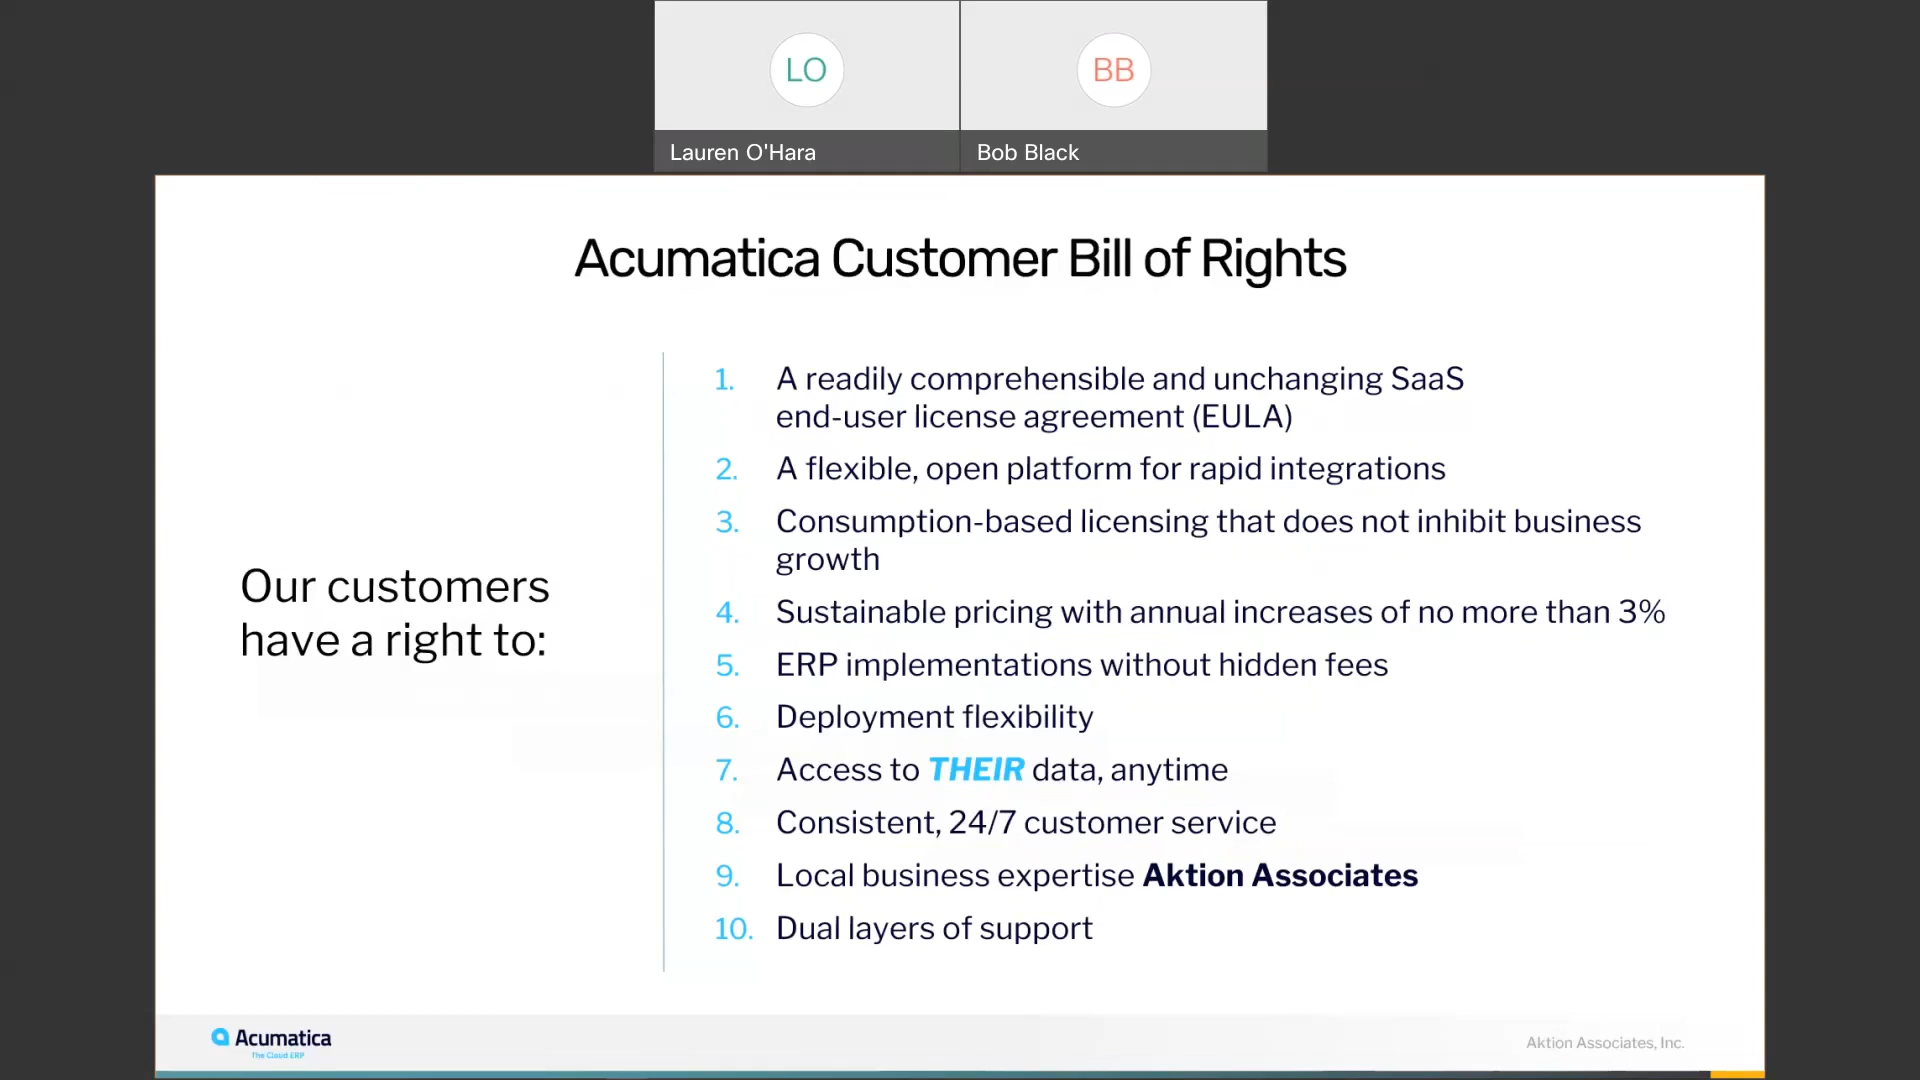 LO
BB
Lauren O'Hara
Bob Black
Acumatica Customer Bill of Rights
Our customers
have a right to:
1. A readily comprehensible and unchanging SaaS
end-user license agreement (EULA)
2. A flexible, open platform for rapid integrations
3. Consumption-based licensing that does not inhibit business
growth
4. Sustainable pricing with annual increases of no more than 3%
5. ERP implementations without hidden fees
6. Deployment flexibility
7. Access to THEIR data, anytime
8. Consistent, 24/7 customer service
9. Local business expertise Aktion Associates
10. Dual layers of support
Acumatica
The Cloud ERP
Aktion Associates, Inc.